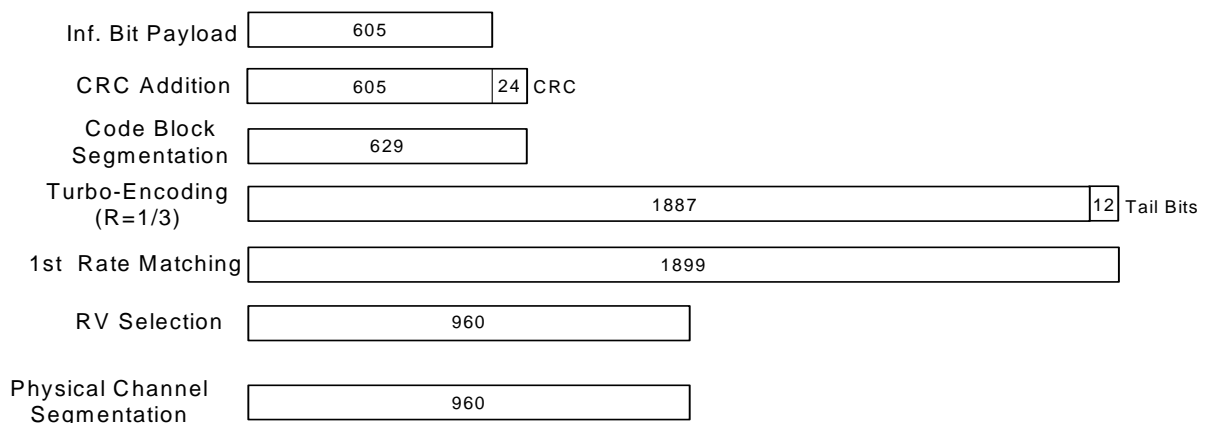 Inf. Bit Payload 605
CRC Addition 605 24 CRC
Code Block
Segmentation 629
Turbo-Encoding
(R=1/3) 1887 12 Tail Bits
1st Rate Matching 1899
RV Selection 960
Physical Channel
Segmentation 960